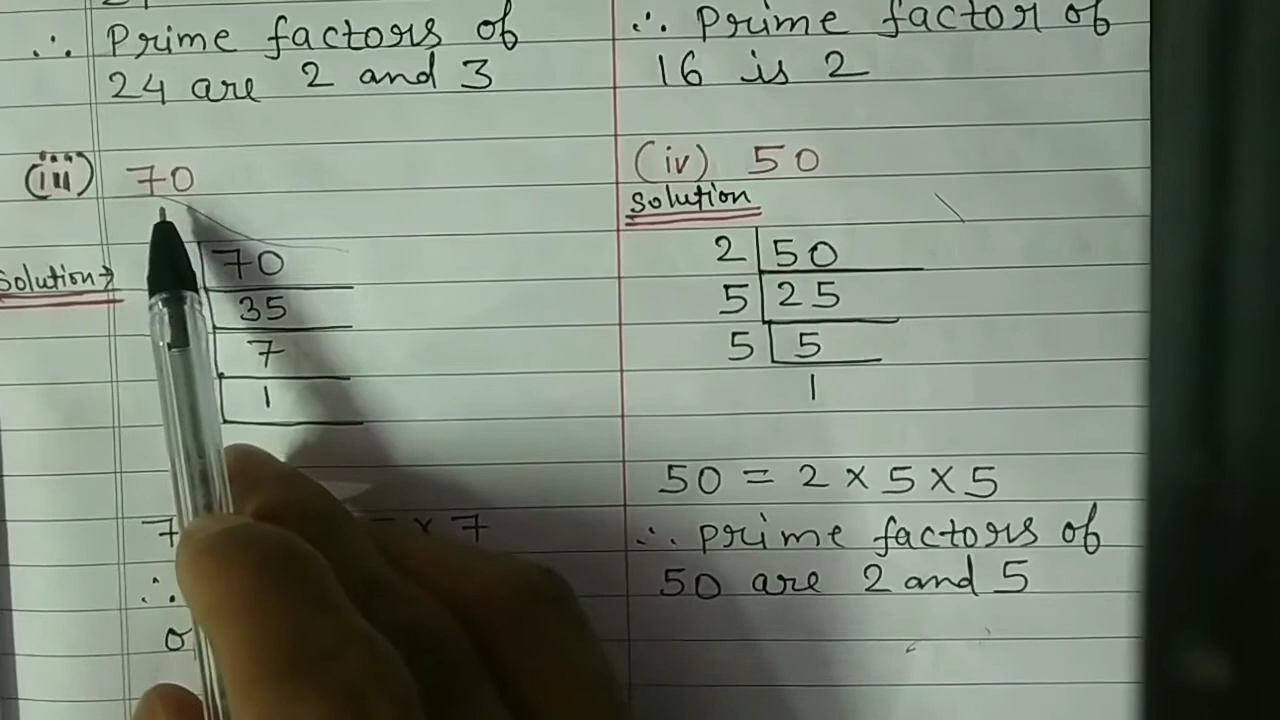 ∴ Prime factors of
24 are 2 and 3
(iii) 70
Solution→
70
35
7
1
7
× 7
∴
∴ Prime factor of
16 is 2
(iv) 50
Solution
2 | 50
5 | 25
5 | 5
1
50 = 2 × 5 × 5
∴ prime factors of
50 are 2 and 5